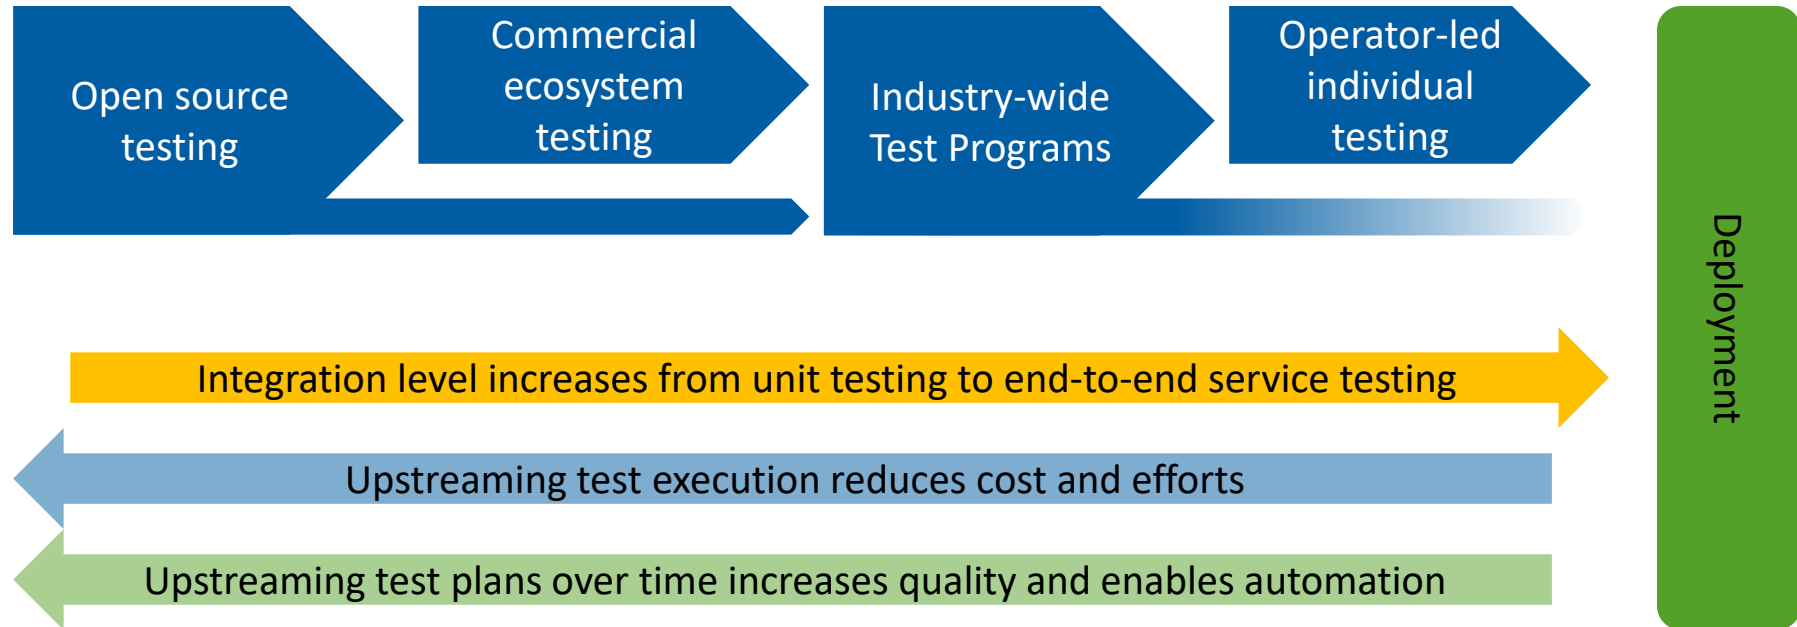 Open source
testing
Commercial
ecosystem
testing
Industry-wide
Test Programs
Operator-led
individual
testing
Deployment
Integration level increases from unit testing to end-to-end service testing
Upstreaming test execution reduces cost and efforts
Upstreaming test plans over time increases quality and enables automation